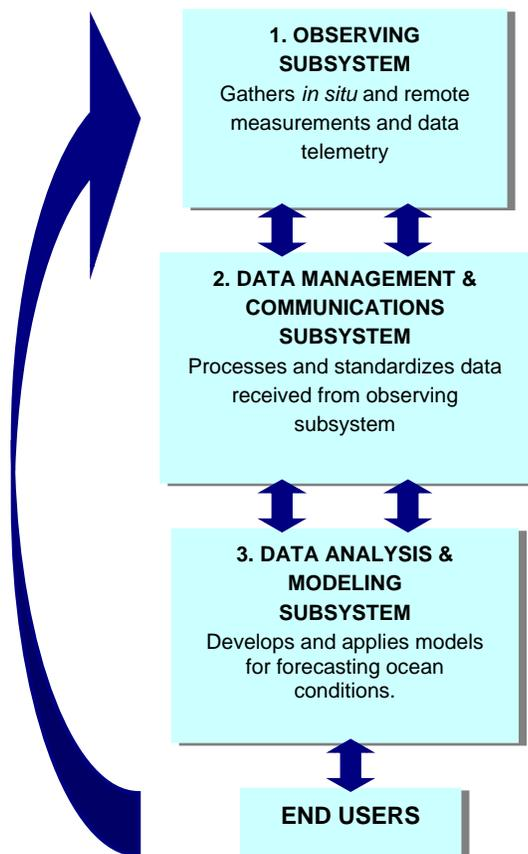 1. OBSERVING
SUBSYSTEM
Gathers in situ and remote
measurements and data
telemetry
2. DATA MANAGEMENT &
COMMUNICATIONS
SUBSYSTEM
Processes and standardizes data
received from observing
subsystem
3. DATA ANALYSIS &
MODELING
SUBSYSTEM
Develops and applies models
for forecasting ocean
conditions.
END USERS